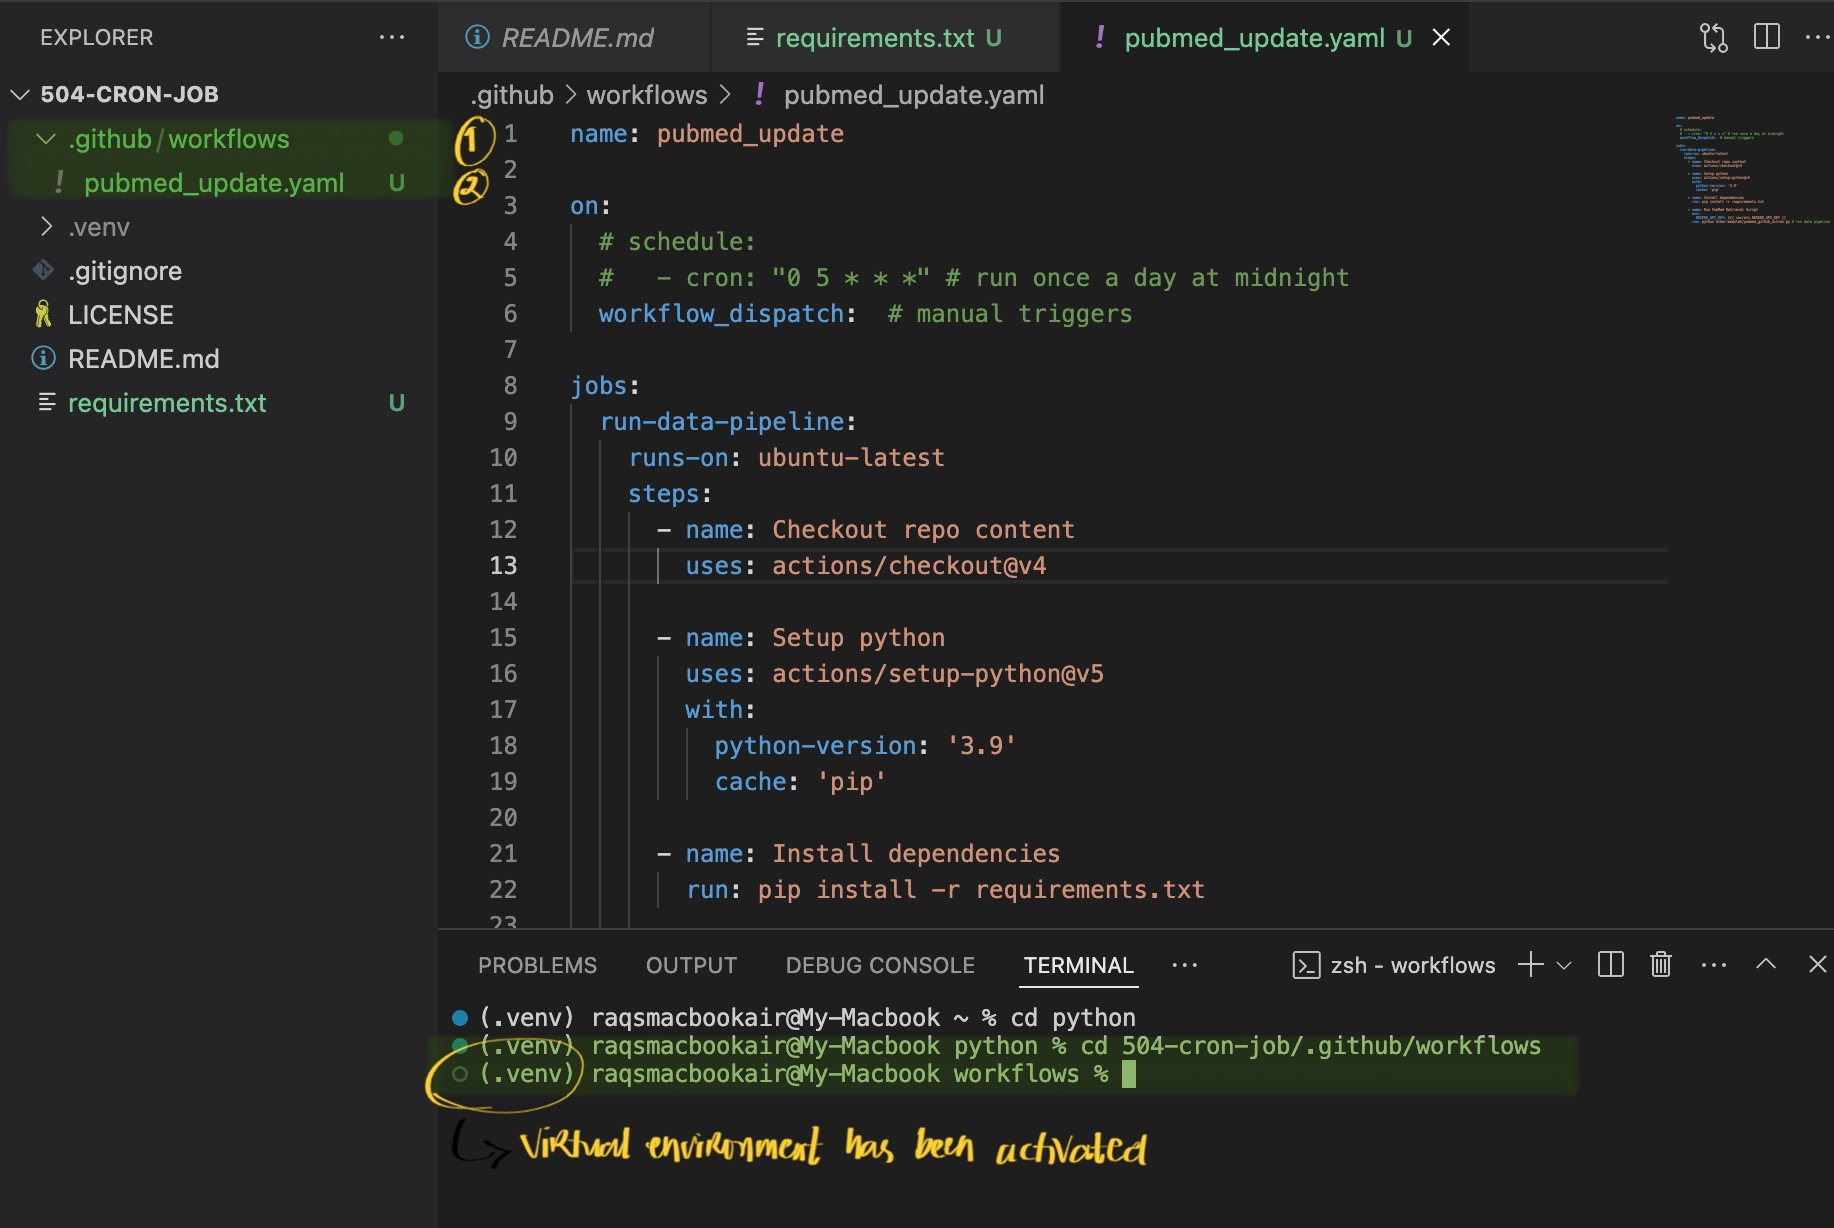 EXPLORER
504-CRON-JOB
.github/workflows
pubmed_update.yaml U
.venv
.gitignore
LICENSE
README.md
requirements.txt U
README.md
requirements.txt U
! pubmed_update.yaml U
.github > workflows > ! pubmed_update.yaml
1
2
1 name: pubmed_update
2
3 on:
4 # schedule:
5 #   - cron: "0 5 * * *" # run once a day at midnight
6 workflow_dispatch:  # manual triggers
7
8 jobs:
9 run-data-pipeline:
10 runs-on: ubuntu-latest
11 steps:
12 - name: Checkout repo content
13 uses: actions/checkout@v4
14
15 - name: Setup python
16 uses: actions/setup-python@v5
17 with:
18 python-version: '3.9'
19 cache: 'pip'
20
21 - name: Install dependencies
22 run: pip install -r requirements.txt
23
PROBLEMS OUTPUT DEBUG CONSOLE TERMINAL
zsh - workflows
(.venv) raqsmacbookair@My-Macbook ~ % cd python
(.venv) raqsmacbookair@My-Macbook python % cd 504-cron-job/.github/workflows
(.venv) raqsmacbookair@My-Macbook workflows %
virtual environment has been activated